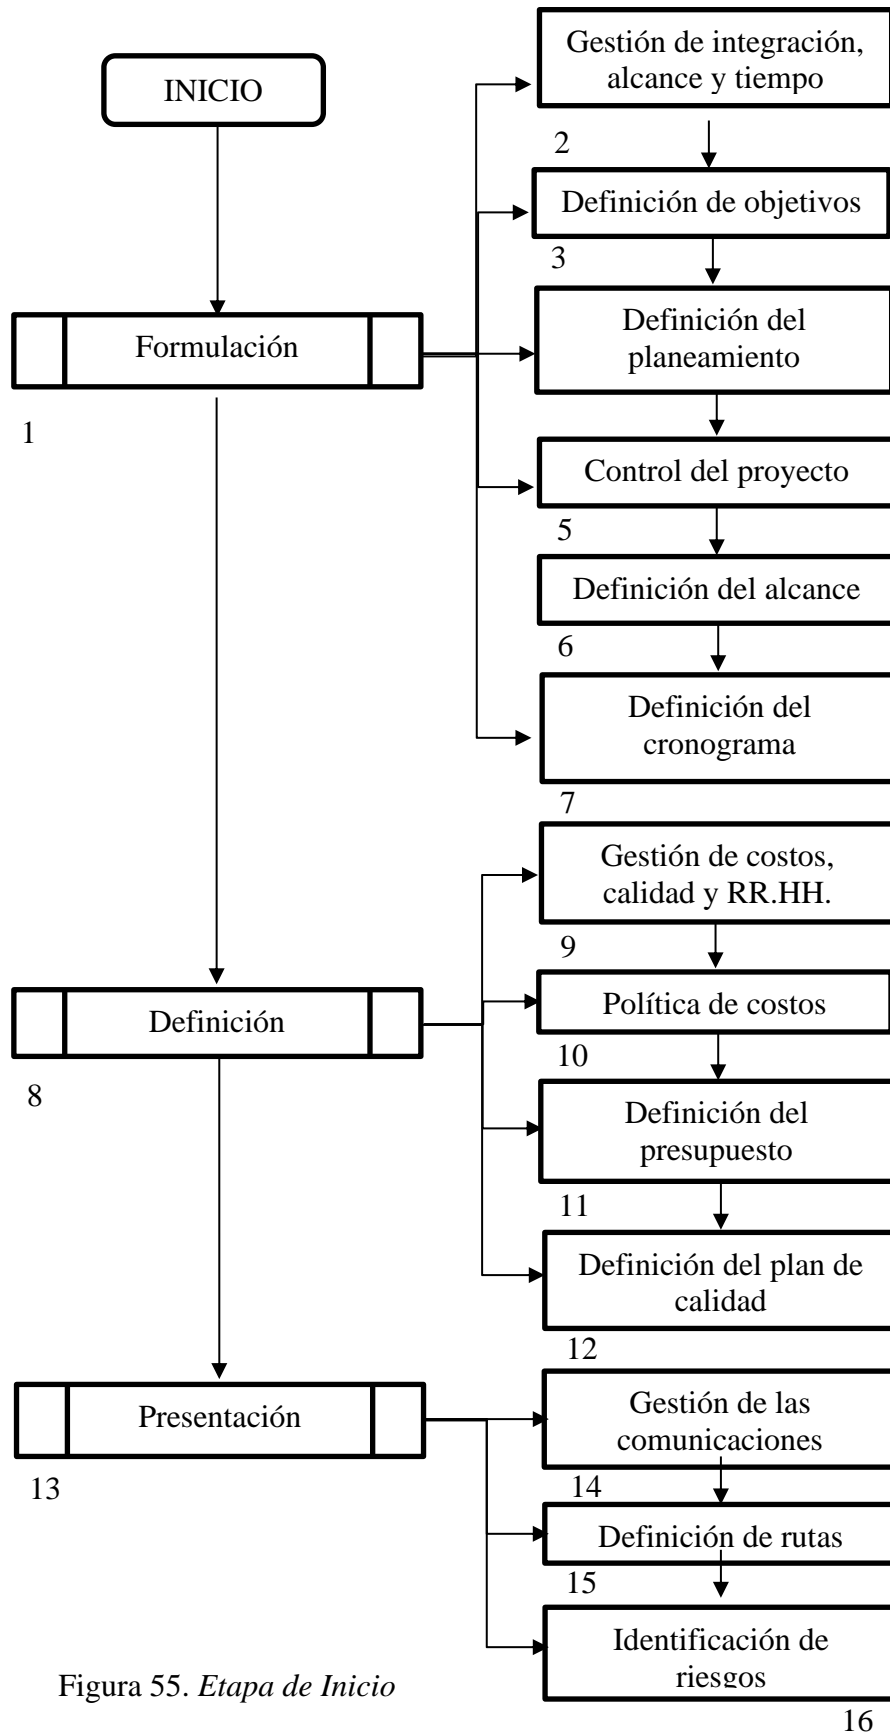 INICIO
Gestión de integración,
alcance y tiempo
2
Definición de objetivos
3
Formulación
1
Definición del
planeamiento
Control del proyecto
5
Definición del alcance
6
Definición del
cronograma
7
Gestión de costos,
calidad y RR.HH.
9
Definición
8
Política de costos
10
Definición del
presupuesto
11
Definición del plan de
calidad
12
Presentación
13
Gestión de las
comunicaciones
14
Definición de rutas
15
Identificación de
riesgos
16
Figura 55. Etapa de Inicio